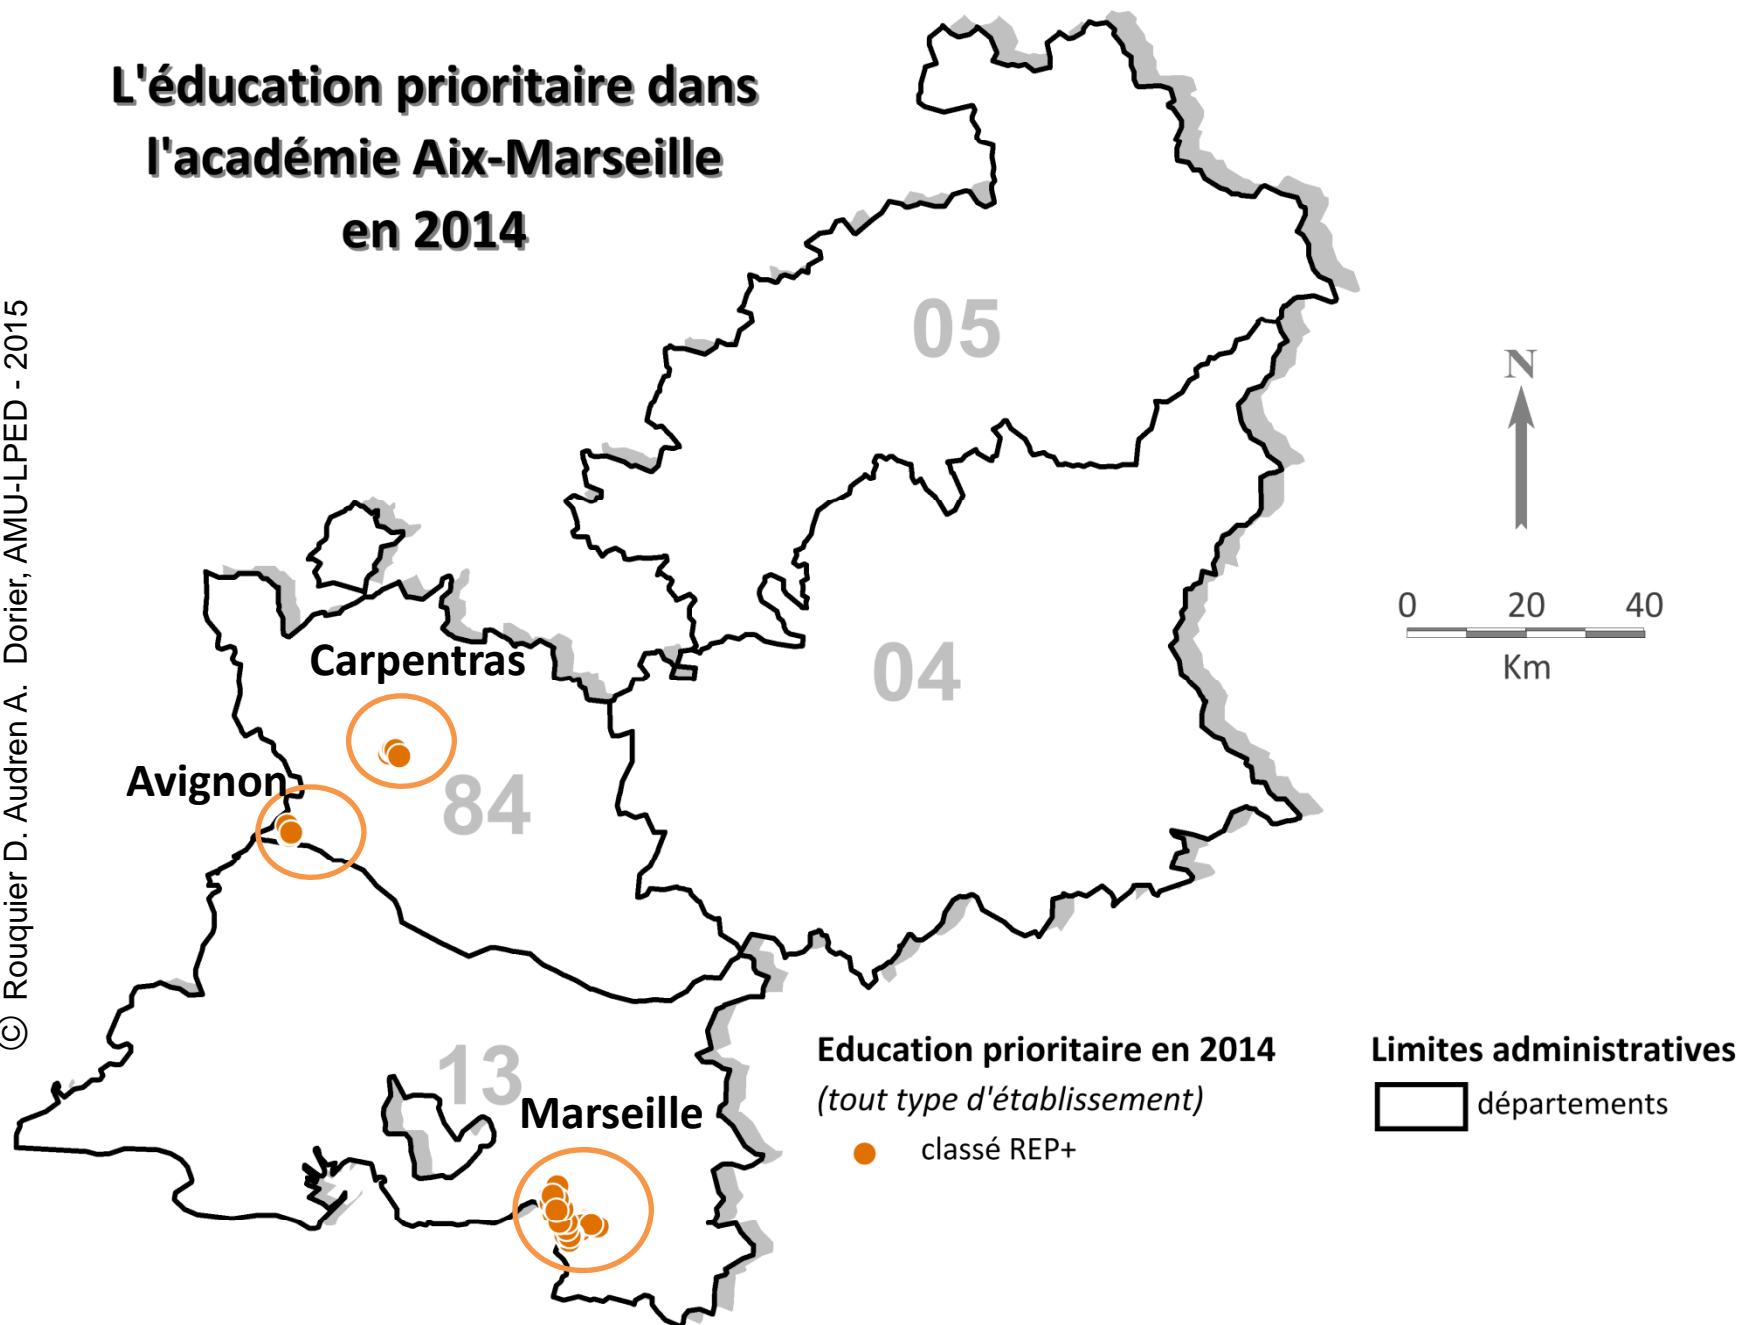 L'éducation prioritaire dans
l'académie Aix-Marseille
en 2014
© Rouquier D. Audren A. Dorier, AMU-LPED - 2015
05
N
0 20 40
Km
04
Carpentras
Avignon
84
13
Marseille
Education prioritaire en 2014
(tout type d'établissement)
classé REP+
Limites administratives
départements